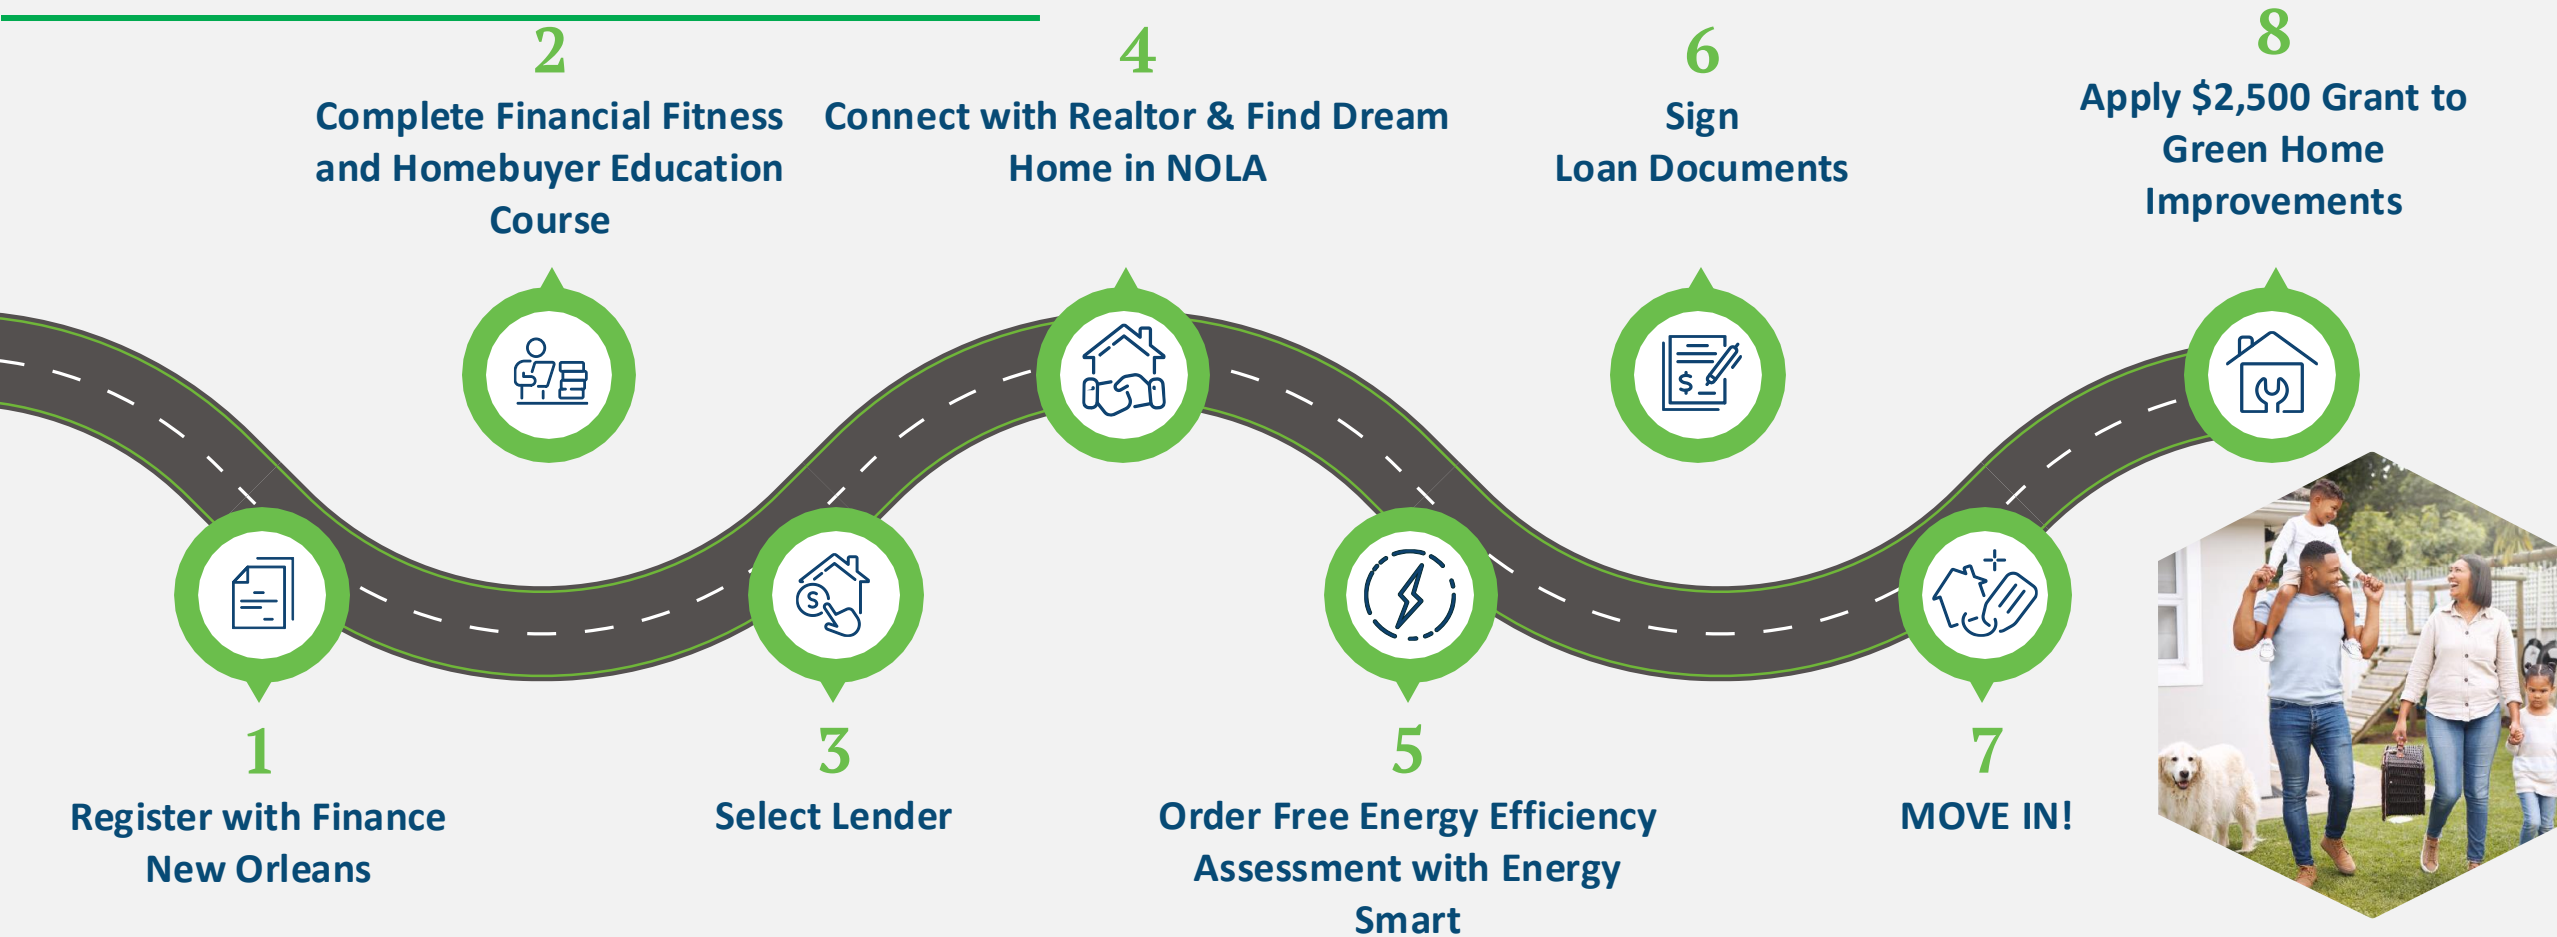 1
Register with Finance
New Orleans
2
Complete Financial Fitness
and Homebuyer Education
Course
3
Select Lender
4
Connect with Realtor & Find Dream
Home in NOLA
5
Order Free Energy Efficiency
Assessment with Energy
Smart
6
Sign
Loan Documents
7
MOVE IN!
8
Apply $2,500 Grant to
Green Home
Improvements